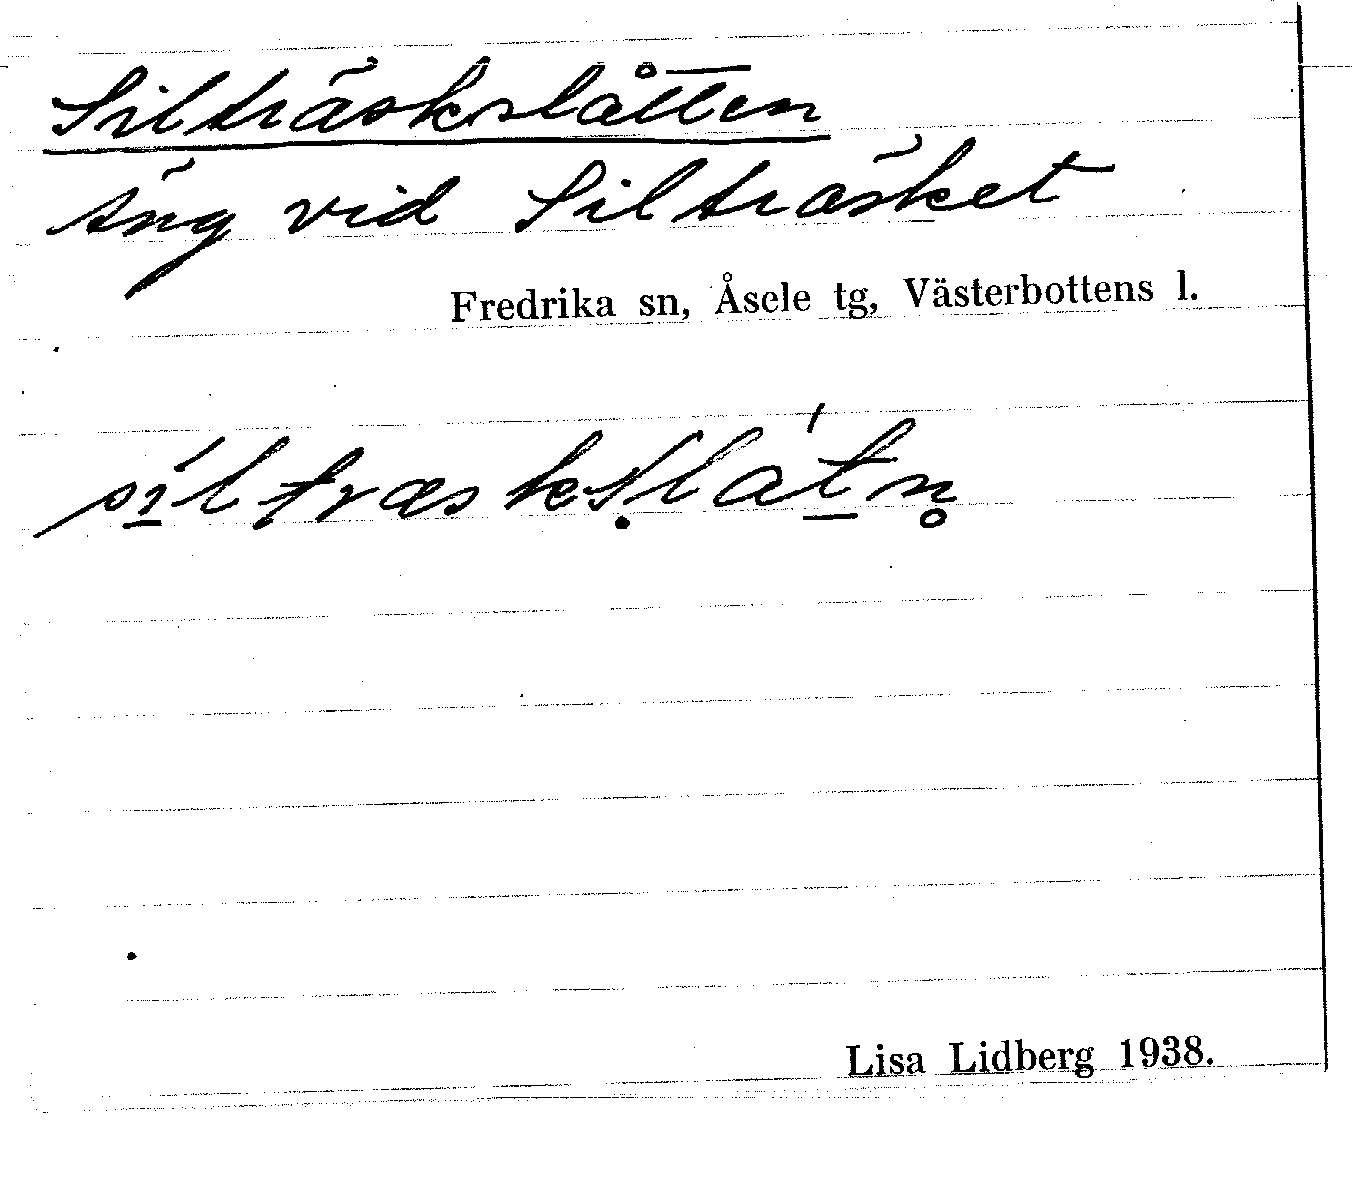 Silträskslåtten
äng vid Silträsket
Fredrika sn, Åsele tg, Västerbottens l.
Lisa Lidberg 1938.